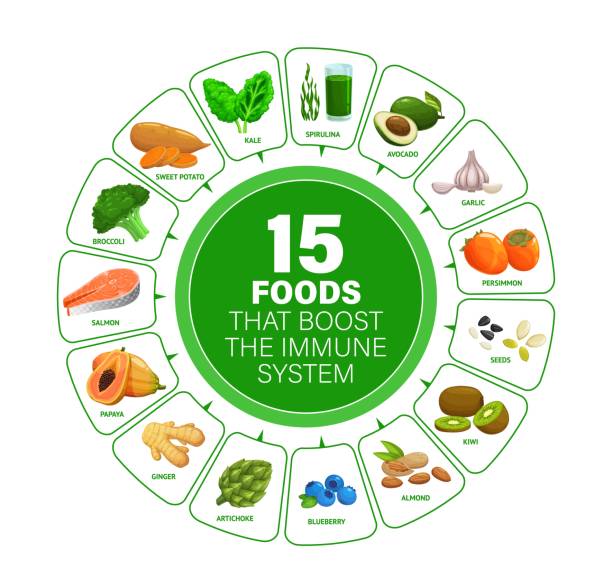 15
FOODS
THAT BOOST
THE IMMUNE
SYSTEM
SPIRULINA
AVOCADO
GARLIC
PERSIMMON
SEEDS
KIWI
ALMOND
BLUEBERRY
ARTICHOKE
GINGER
PAPAYA
SALMON
BROCCOLI
SWEET POTATO
KALE